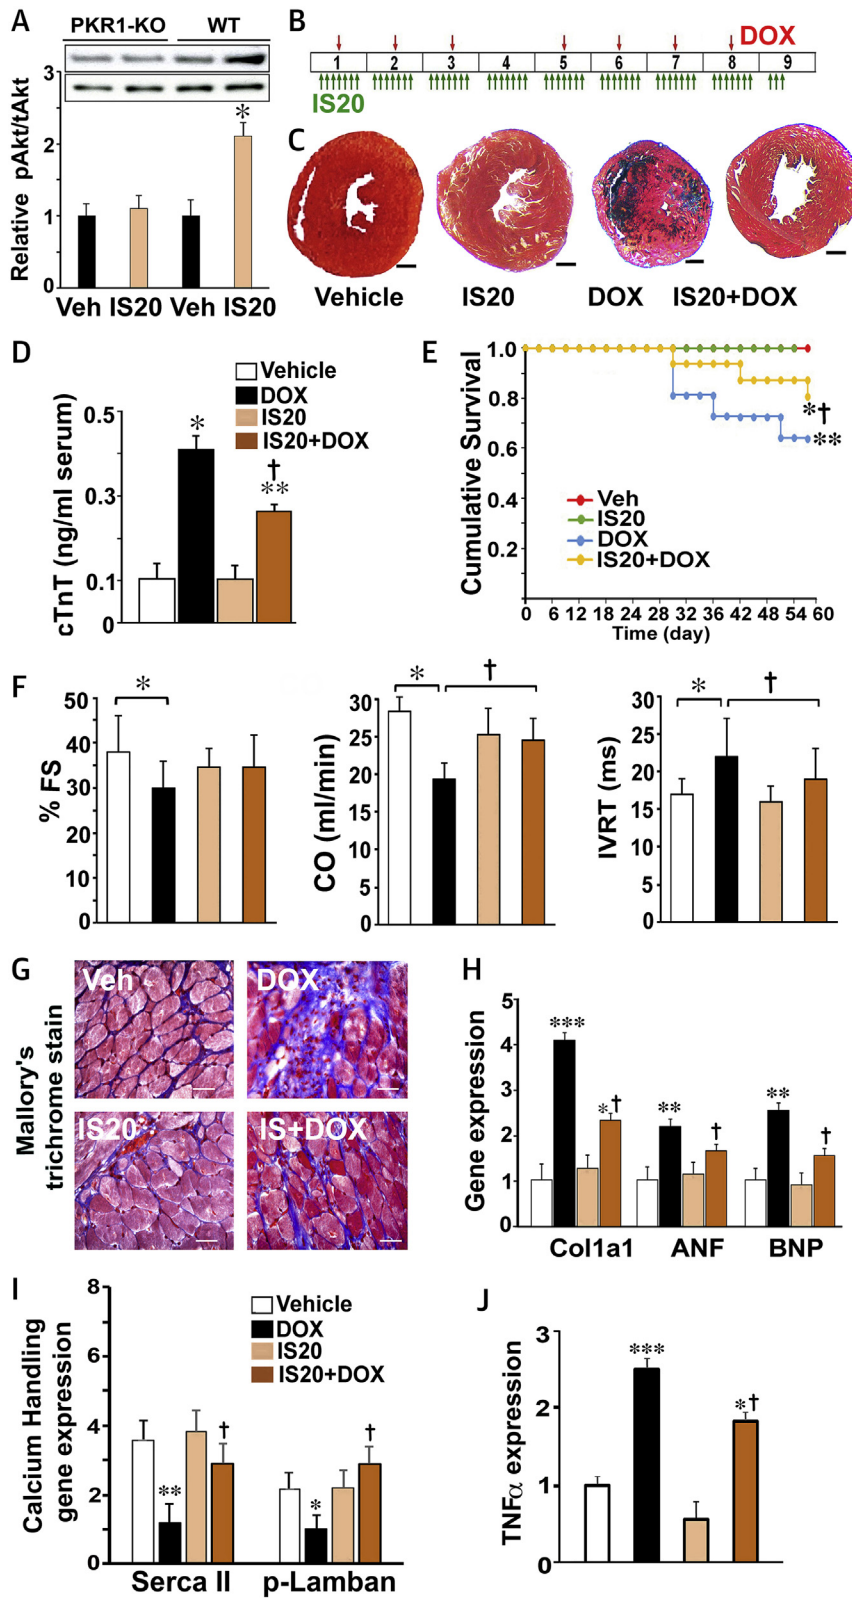 A
PKR1-KO WT
Relative pAkt/tAkt
3
2
1
0
*
Veh IS20 Veh IS20
B
DOX
1 2 3 4 5 6 7 8 9
IS20
C
Vehicle IS20 DOX IS20+DOX
D
Vehicle
DOX
IS20
IS20+DOX
cTnT (ng/ml serum)
0.5
0.3
0.1
0
*
†
**
E
Cumulative Survival
1.0
0.8
0.6
0.4
0.2
*†
**
Veh
IS20
DOX
IS20+DOX
0 6 12 18 24 28 32 36 42 48 54 60
Time (day)
F
% FS
50
40
30
20
10
0
*
CO (ml/min)
30
25
20
15
10
5
0
* †
IVRT (ms)
30
25
20
15
10
5
0
* †
G
Mallory's
trichrome stain
Veh DOX
IS20 IS+DOX
H
Gene expression
5
4
3
2
1
0
*** *† ** † ** †
Col1a1 ANF BNP
I
Calcium Handling
gene expression
8
6
4
2
0
Vehicle
DOX
IS20
IS20+DOX
** † * †
Serca II p-Lamban
J
TNFα expression
3
2
1
0
*** *†